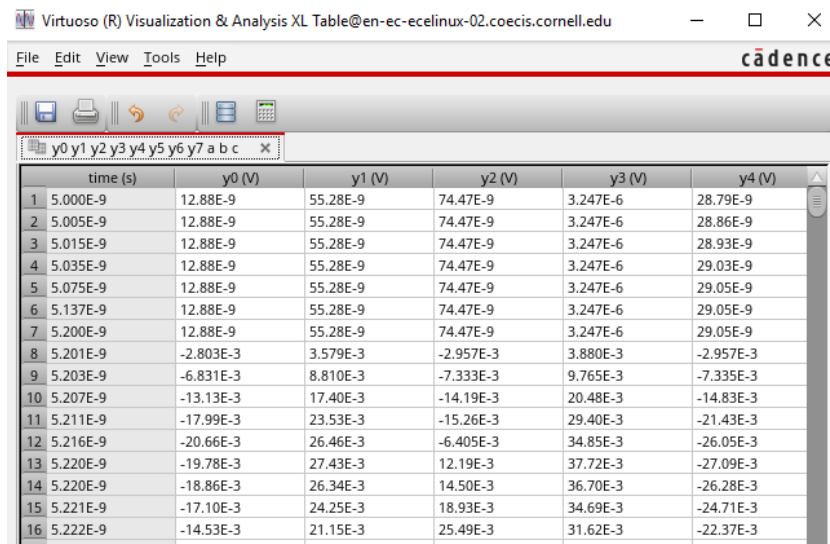 Virtuoso (R) Visualization & Analysis XL Table@en-ec-ecelinux-02.coecis.cornell.edu
File Edit View Tools Help cādence
y0 y1 y2 y3 y4 y5 y6 y7 a b c
time (s) y0 (V) y1 (V) y2 (V) y3 (V) y4 (V)
1 5.000E-9 12.88E-9 55.28E-9 74.47E-9 3.247E-6 28.79E-9
2 5.005E-9 12.88E-9 55.28E-9 74.47E-9 3.247E-6 28.86E-9
3 5.015E-9 12.88E-9 55.28E-9 74.47E-9 3.247E-6 28.93E-9
4 5.035E-9 12.88E-9 55.28E-9 74.47E-9 3.247E-6 29.03E-9
5 5.075E-9 12.88E-9 55.28E-9 74.47E-9 3.247E-6 29.05E-9
6 5.137E-9 12.88E-9 55.28E-9 74.47E-9 3.247E-6 29.05E-9
7 5.200E-9 12.88E-9 55.28E-9 74.47E-9 3.247E-6 29.05E-9
8 5.201E-9 -2.803E-3 3.579E-3 -2.957E-3 3.880E-3 -2.957E-3
9 5.203E-9 -6.831E-3 8.810E-3 -7.333E-3 9.765E-3 -7.335E-3
10 5.207E-9 -13.13E-3 17.40E-3 -14.19E-3 20.48E-3 -14.83E-3
11 5.211E-9 -17.99E-3 23.53E-3 -15.26E-3 29.40E-3 -21.43E-3
12 5.216E-9 -20.66E-3 26.46E-3 -6.405E-3 34.85E-3 -26.05E-3
13 5.220E-9 -19.78E-3 27.43E-3 12.19E-3 37.72E-3 -27.09E-3
14 5.220E-9 -18.86E-3 26.34E-3 14.50E-3 36.70E-3 -26.28E-3
15 5.221E-9 -17.10E-3 24.25E-3 18.93E-3 34.69E-3 -24.71E-3
16 5.222E-9 -14.53E-3 21.15E-3 25.49E-3 31.62E-3 -22.37E-3